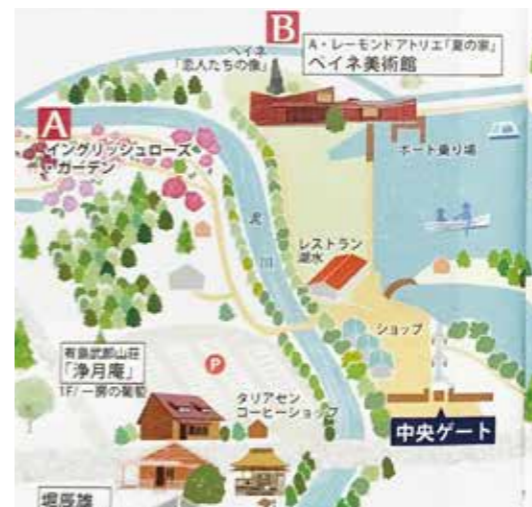 B
A・レーモンドアトリエ「夏の家」
ペイネ美術館
ペイネ
「恋人たちの像」
A
イングリッシュローズ
・ガーデン
ボート乗り場
レストラン
湖水
ショップ
有島武郎山荘
「浄月庵」
1F/一房の葡萄
P
タリアセン
コーヒーショップ
中央ゲート
堀辰雄